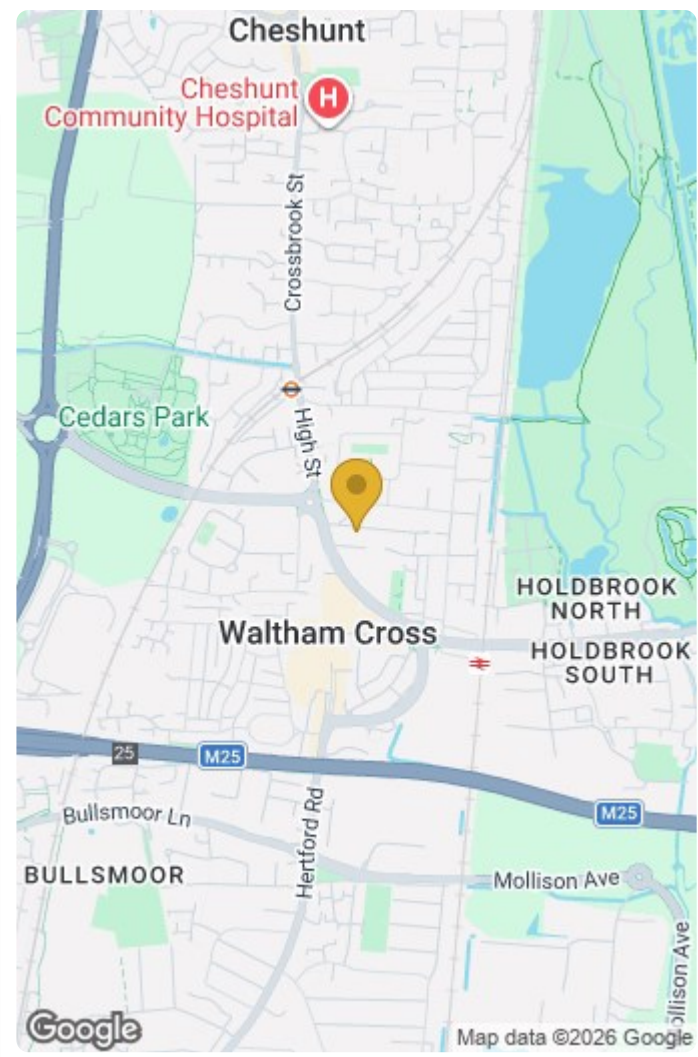 Cheshunt
Cheshunt
Community Hospital
H
Crossbrook St
Cedars Park
High St
HOLDBROOK
NORTH
Waltham Cross
HOLDBROOK
SOUTH
25
M25
M25
Bullsmoor Ln
Hertford Rd
BULLSMOOR
Mollison Ave
ollison Ave
Google
Map data ©2026 Google